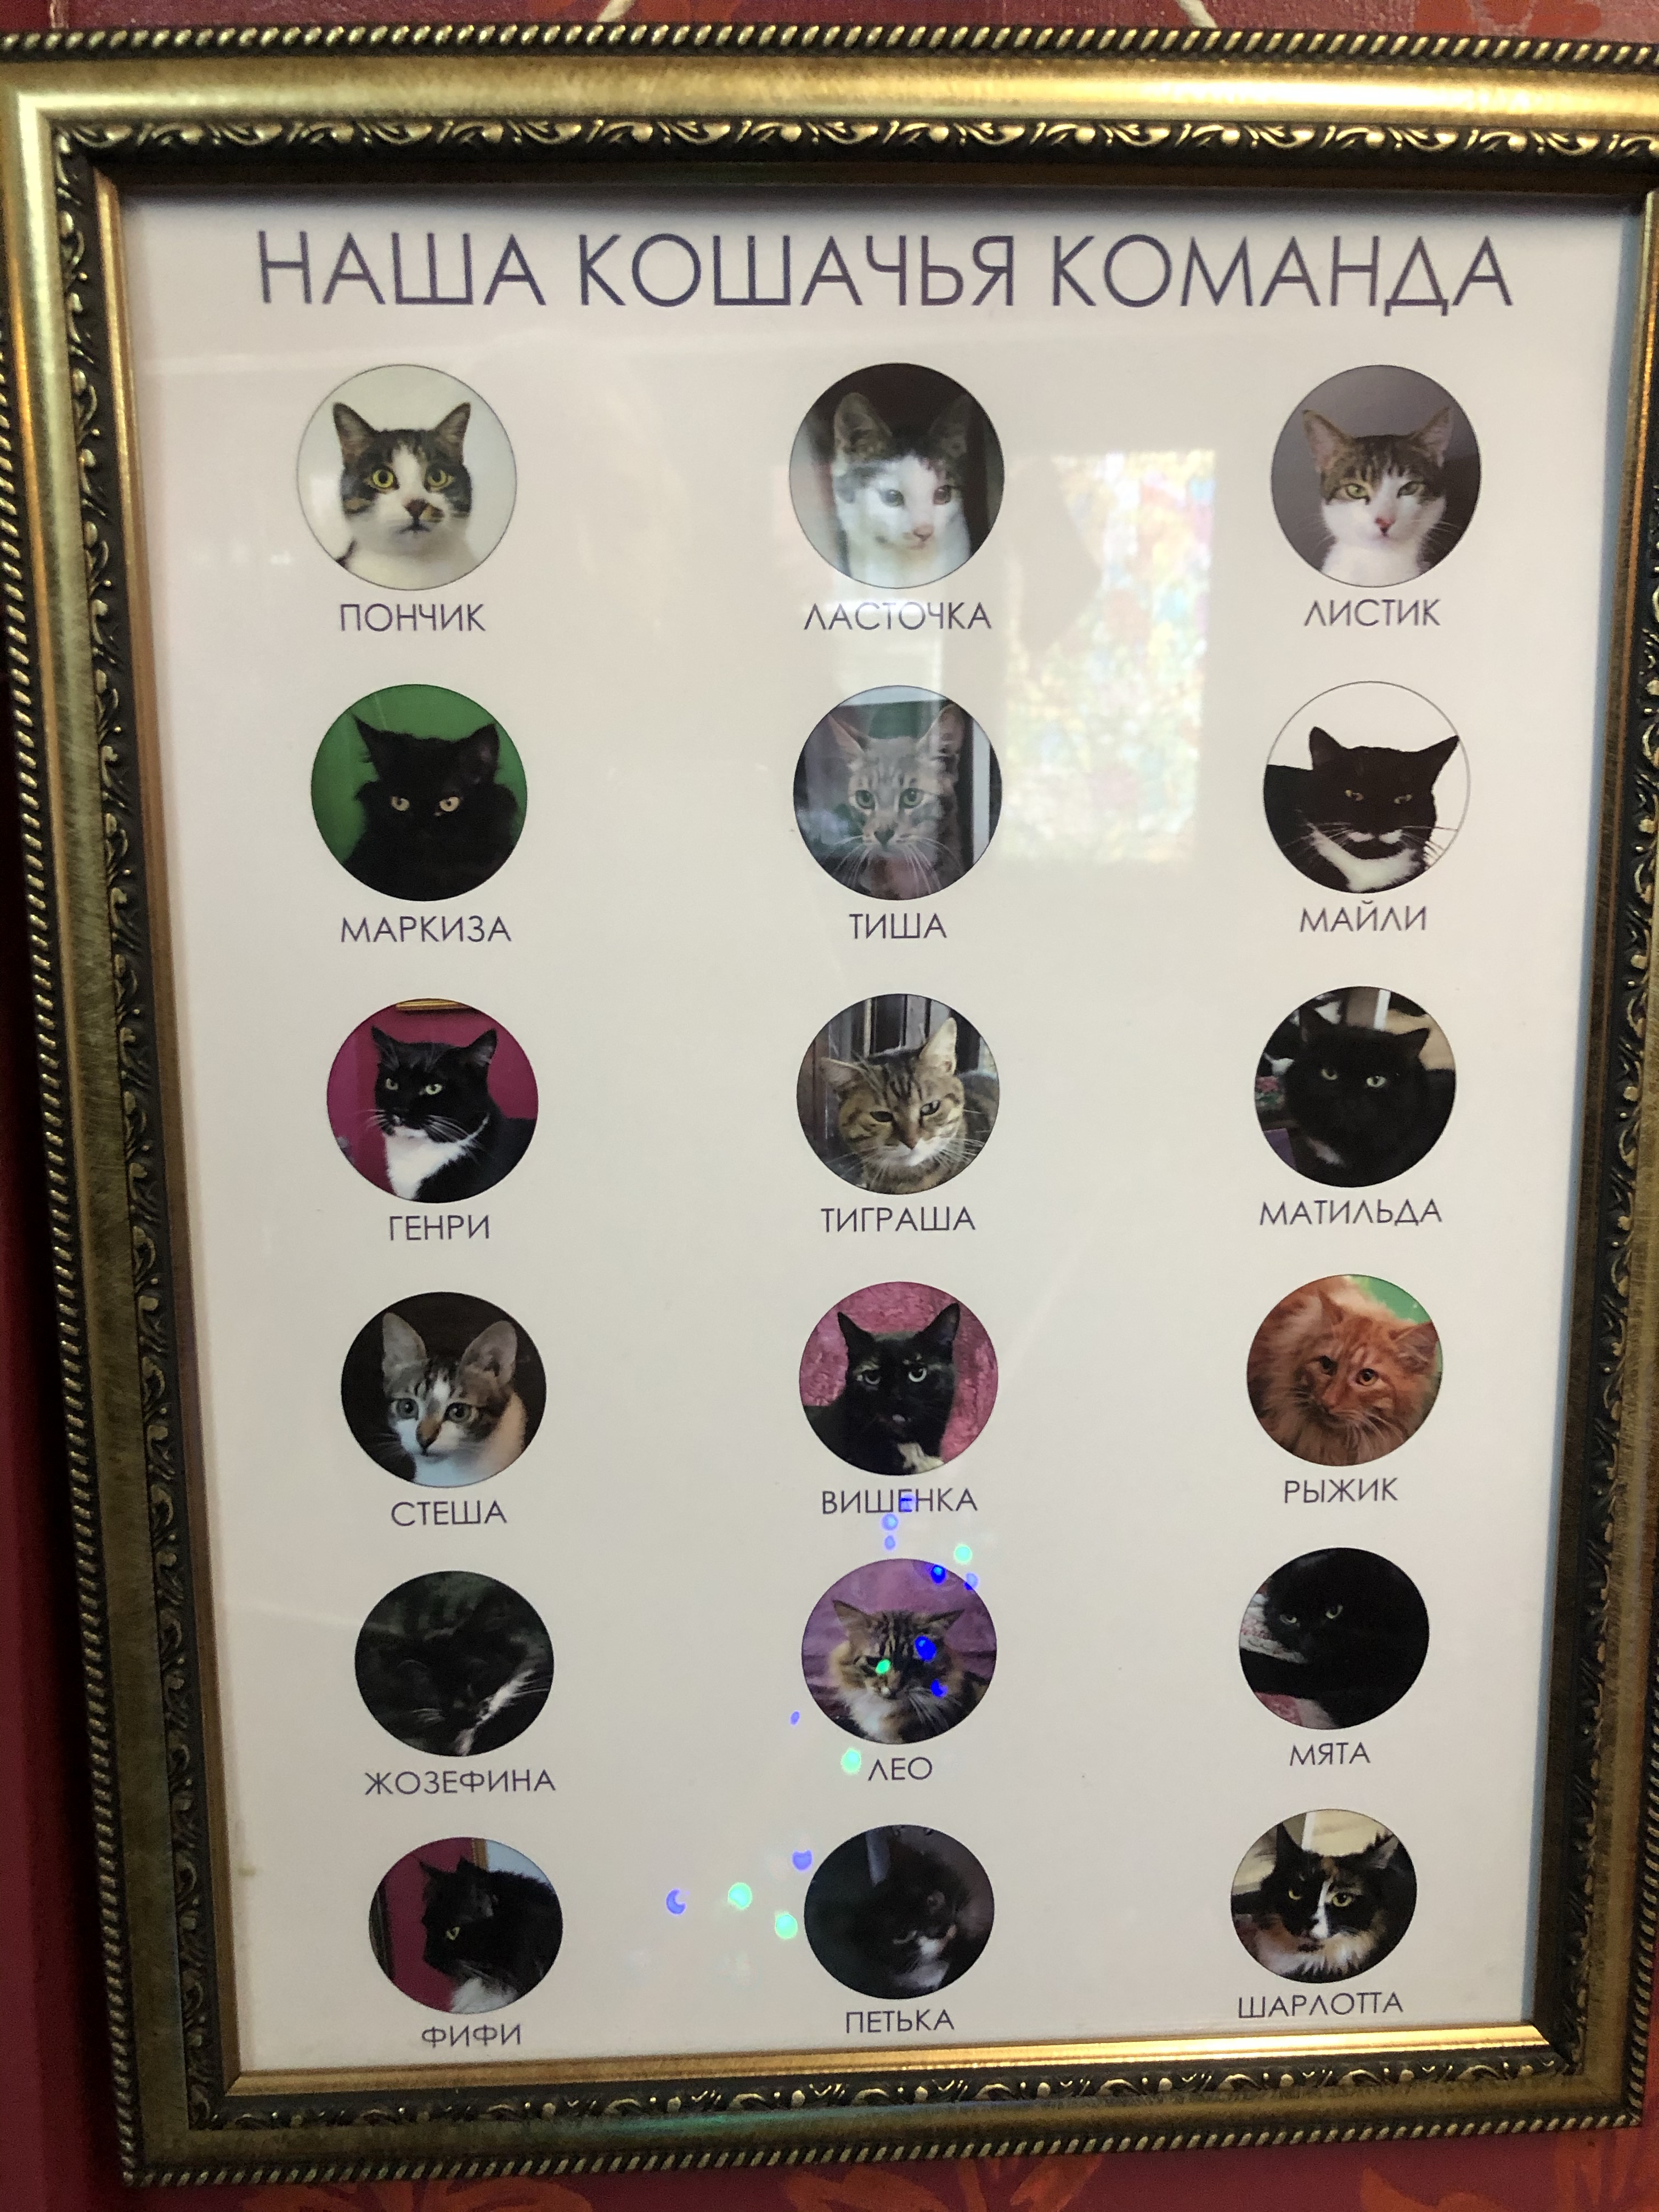 НАША КОШАЧЬЯ КОМАНДА
ПОНЧИК
ЛАСТОЧКА
ЛИСТИК
МАРКИЗА
ТИША
МАЙЛИ
ГЕНРИ
ТИГРАША
МАТИЛЬДА
СТЕША
ВИШЕНКА
РЫЖИК
ЖОЗЕФИНА
ЛЕО
МЯТА
ФИФИ
ПЕТЬКА
ШАРЛОТТА